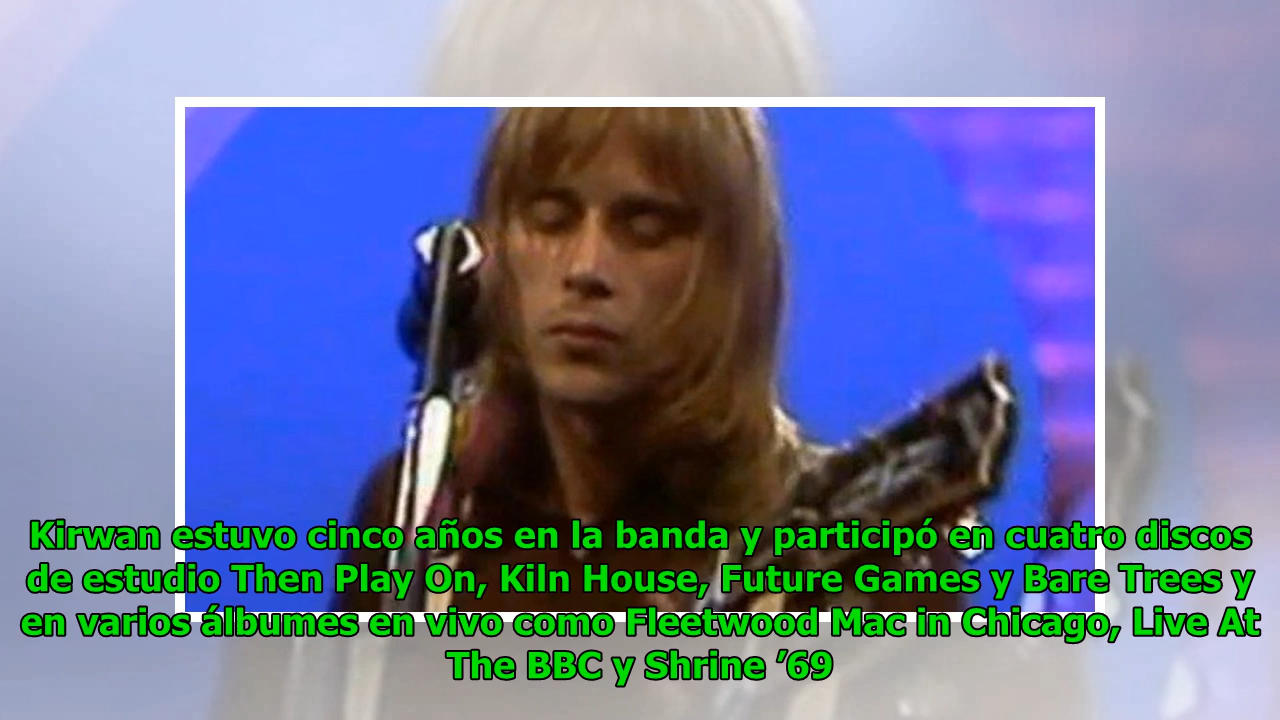 Kirwan estuvo cinco años en la banda y participó en cuatro discos
de estudio Then Play On, Kiln House, Future Games y Bare Trees y
en varios álbumes en vivo como Fleetwood Mac in Chicago, Live At
The BBC y Shrine ’69